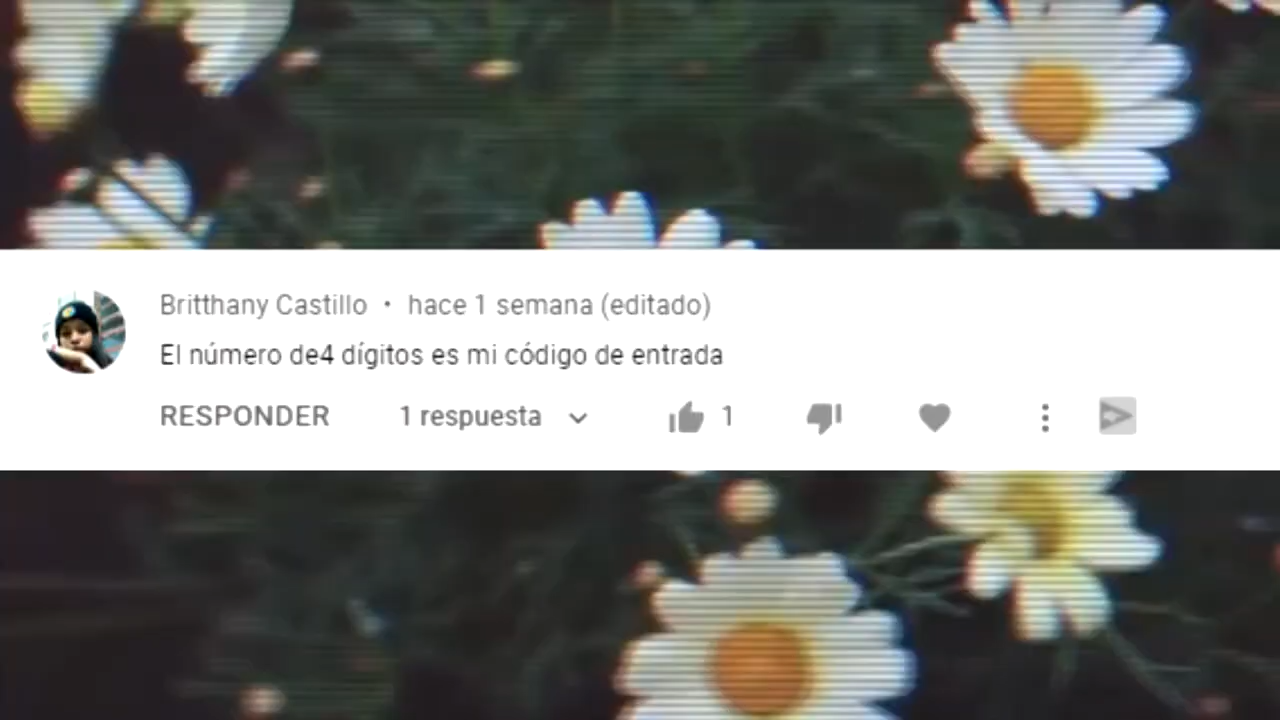 Britthany Castillo • hace 1 semana (editado)
El número de4 dígitos es mi código de entrada
RESPONDER 1 respuesta 1